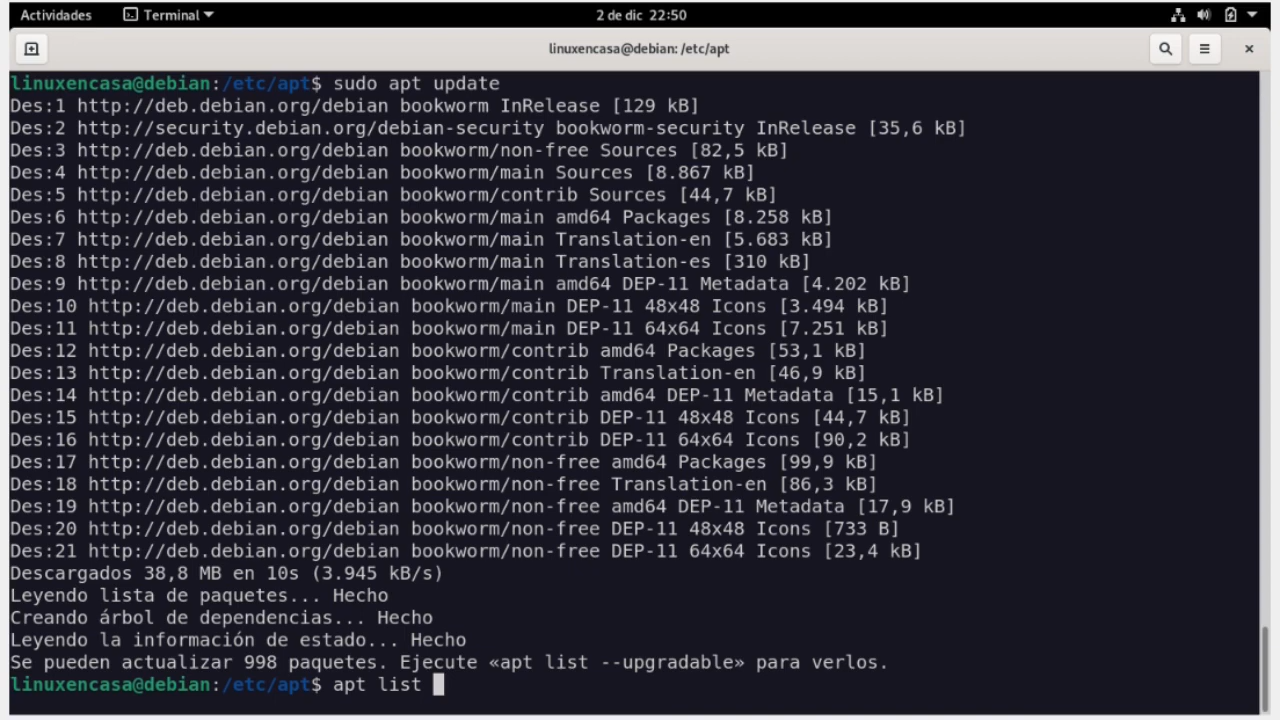 Actividades Terminal 2 de dic 22:50
linuxencasa@debian: /etc/apt
linuxencasa@debian:/etc/apt$ sudo apt update
Des:1 http://deb.debian.org/debian bookworm InRelease [129 kB]
Des:2 http://security.debian.org/debian-security bookworm-security InRelease [35,6 kB]
Des:3 http://deb.debian.org/debian bookworm/non-free Sources [82,5 kB]
Des:4 http://deb.debian.org/debian bookworm/main Sources [8.867 kB]
Des:5 http://deb.debian.org/debian bookworm/contrib Sources [44,7 kB]
Des:6 http://deb.debian.org/debian bookworm/main amd64 Packages [8.258 kB]
Des:7 http://deb.debian.org/debian bookworm/main Translation-en [5.683 kB]
Des:8 http://deb.debian.org/debian bookworm/main Translation-es [310 kB]
Des:9 http://deb.debian.org/debian bookworm/main amd64 DEP-11 Metadata [4.202 kB]
Des:10 http://deb.debian.org/debian bookworm/main DEP-11 48x48 Icons [3.494 kB]
Des:11 http://deb.debian.org/debian bookworm/main DEP-11 64x64 Icons [7.251 kB]
Des:12 http://deb.debian.org/debian bookworm/contrib amd64 Packages [53,1 kB]
Des:13 http://deb.debian.org/debian bookworm/contrib Translation-en [46,9 kB]
Des:14 http://deb.debian.org/debian bookworm/contrib amd64 DEP-11 Metadata [15,1 kB]
Des:15 http://deb.debian.org/debian bookworm/contrib DEP-11 48x48 Icons [44,7 kB]
Des:16 http://deb.debian.org/debian bookworm/contrib DEP-11 64x64 Icons [90,2 kB]
Des:17 http://deb.debian.org/debian bookworm/non-free amd64 Packages [99,9 kB]
Des:18 http://deb.debian.org/debian bookworm/non-free Translation-en [86,3 kB]
Des:19 http://deb.debian.org/debian bookworm/non-free amd64 DEP-11 Metadata [17,9 kB]
Des:20 http://deb.debian.org/debian bookworm/non-free DEP-11 48x48 Icons [733 B]
Des:21 http://deb.debian.org/debian bookworm/non-free DEP-11 64x64 Icons [23,4 kB]
Descargados 38,8 MB en 10s (3.945 kB/s)
Leyendo lista de paquetes... Hecho
Creando árbol de dependencias... Hecho
Leyendo la información de estado... Hecho
Se pueden actualizar 998 paquetes. Ejecute «apt list --upgradable» para verlos.
linuxencasa@debian:/etc/apt$ apt list